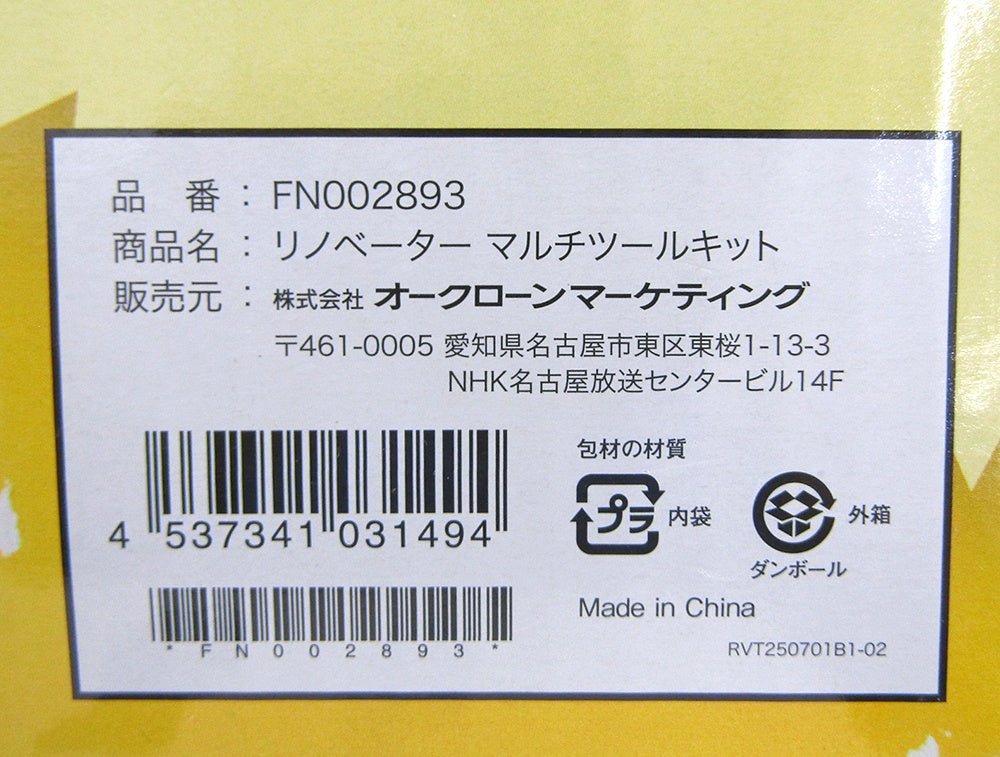 品　番 : FN002893
商品名 : リノベーター マルチツールキット
販売元 : 株式会社 オークローンマーケティング
〒461-0005 愛知県名古屋市東区東桜1-13-3
NHK名古屋放送センタービル14F
4 537341 031494
*FN002893*
包材の材質
プラ 内袋
外箱
ダンボール
Made in China
RVT250701B1-02